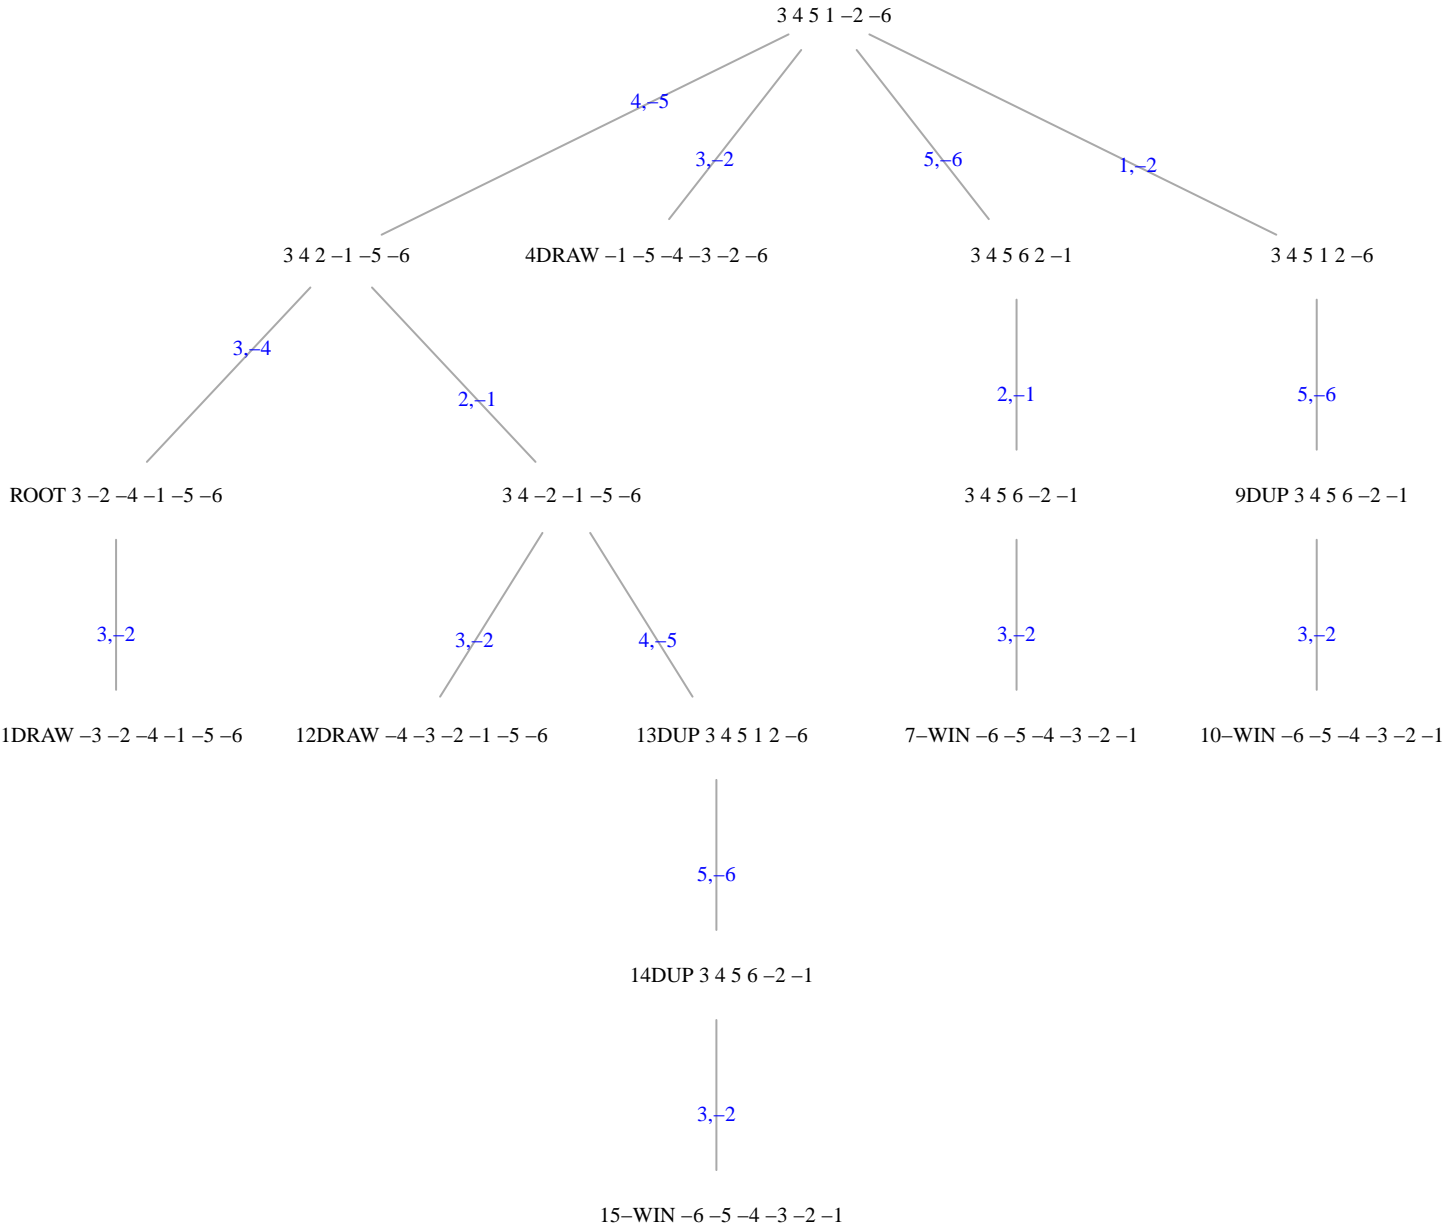 3 4 5 1 –2 –6
4,–5
3,–2
5,–6
1,–2
3 4 2 –1 –5 –6
4DRAW –1 –5 –4 –3 –2 –6
3 4 5 6 2 –1
3 4 5 1 2 –6
3,–4
2,–1
2,–1
5,–6
ROOT 3 –2 –4 –1 –5 –6
3 4 –2 –1 –5 –6
3 4 5 6 –2 –1
9DUP 3 4 5 6 –2 –1
3,–2
3,–2
4,–5
3,–2
3,–2
1DRAW –3 –2 –4 –1 –5 –6
12DRAW –4 –3 –2 –1 –5 –6
13DUP 3 4 5 1 2 –6
7–WIN –6 –5 –4 –3 –2 –1
10–WIN –6 –5 –4 –3 –2 –1
5,–6
14DUP 3 4 5 6 –2 –1
3,–2
15–WIN –6 –5 –4 –3 –2 –1